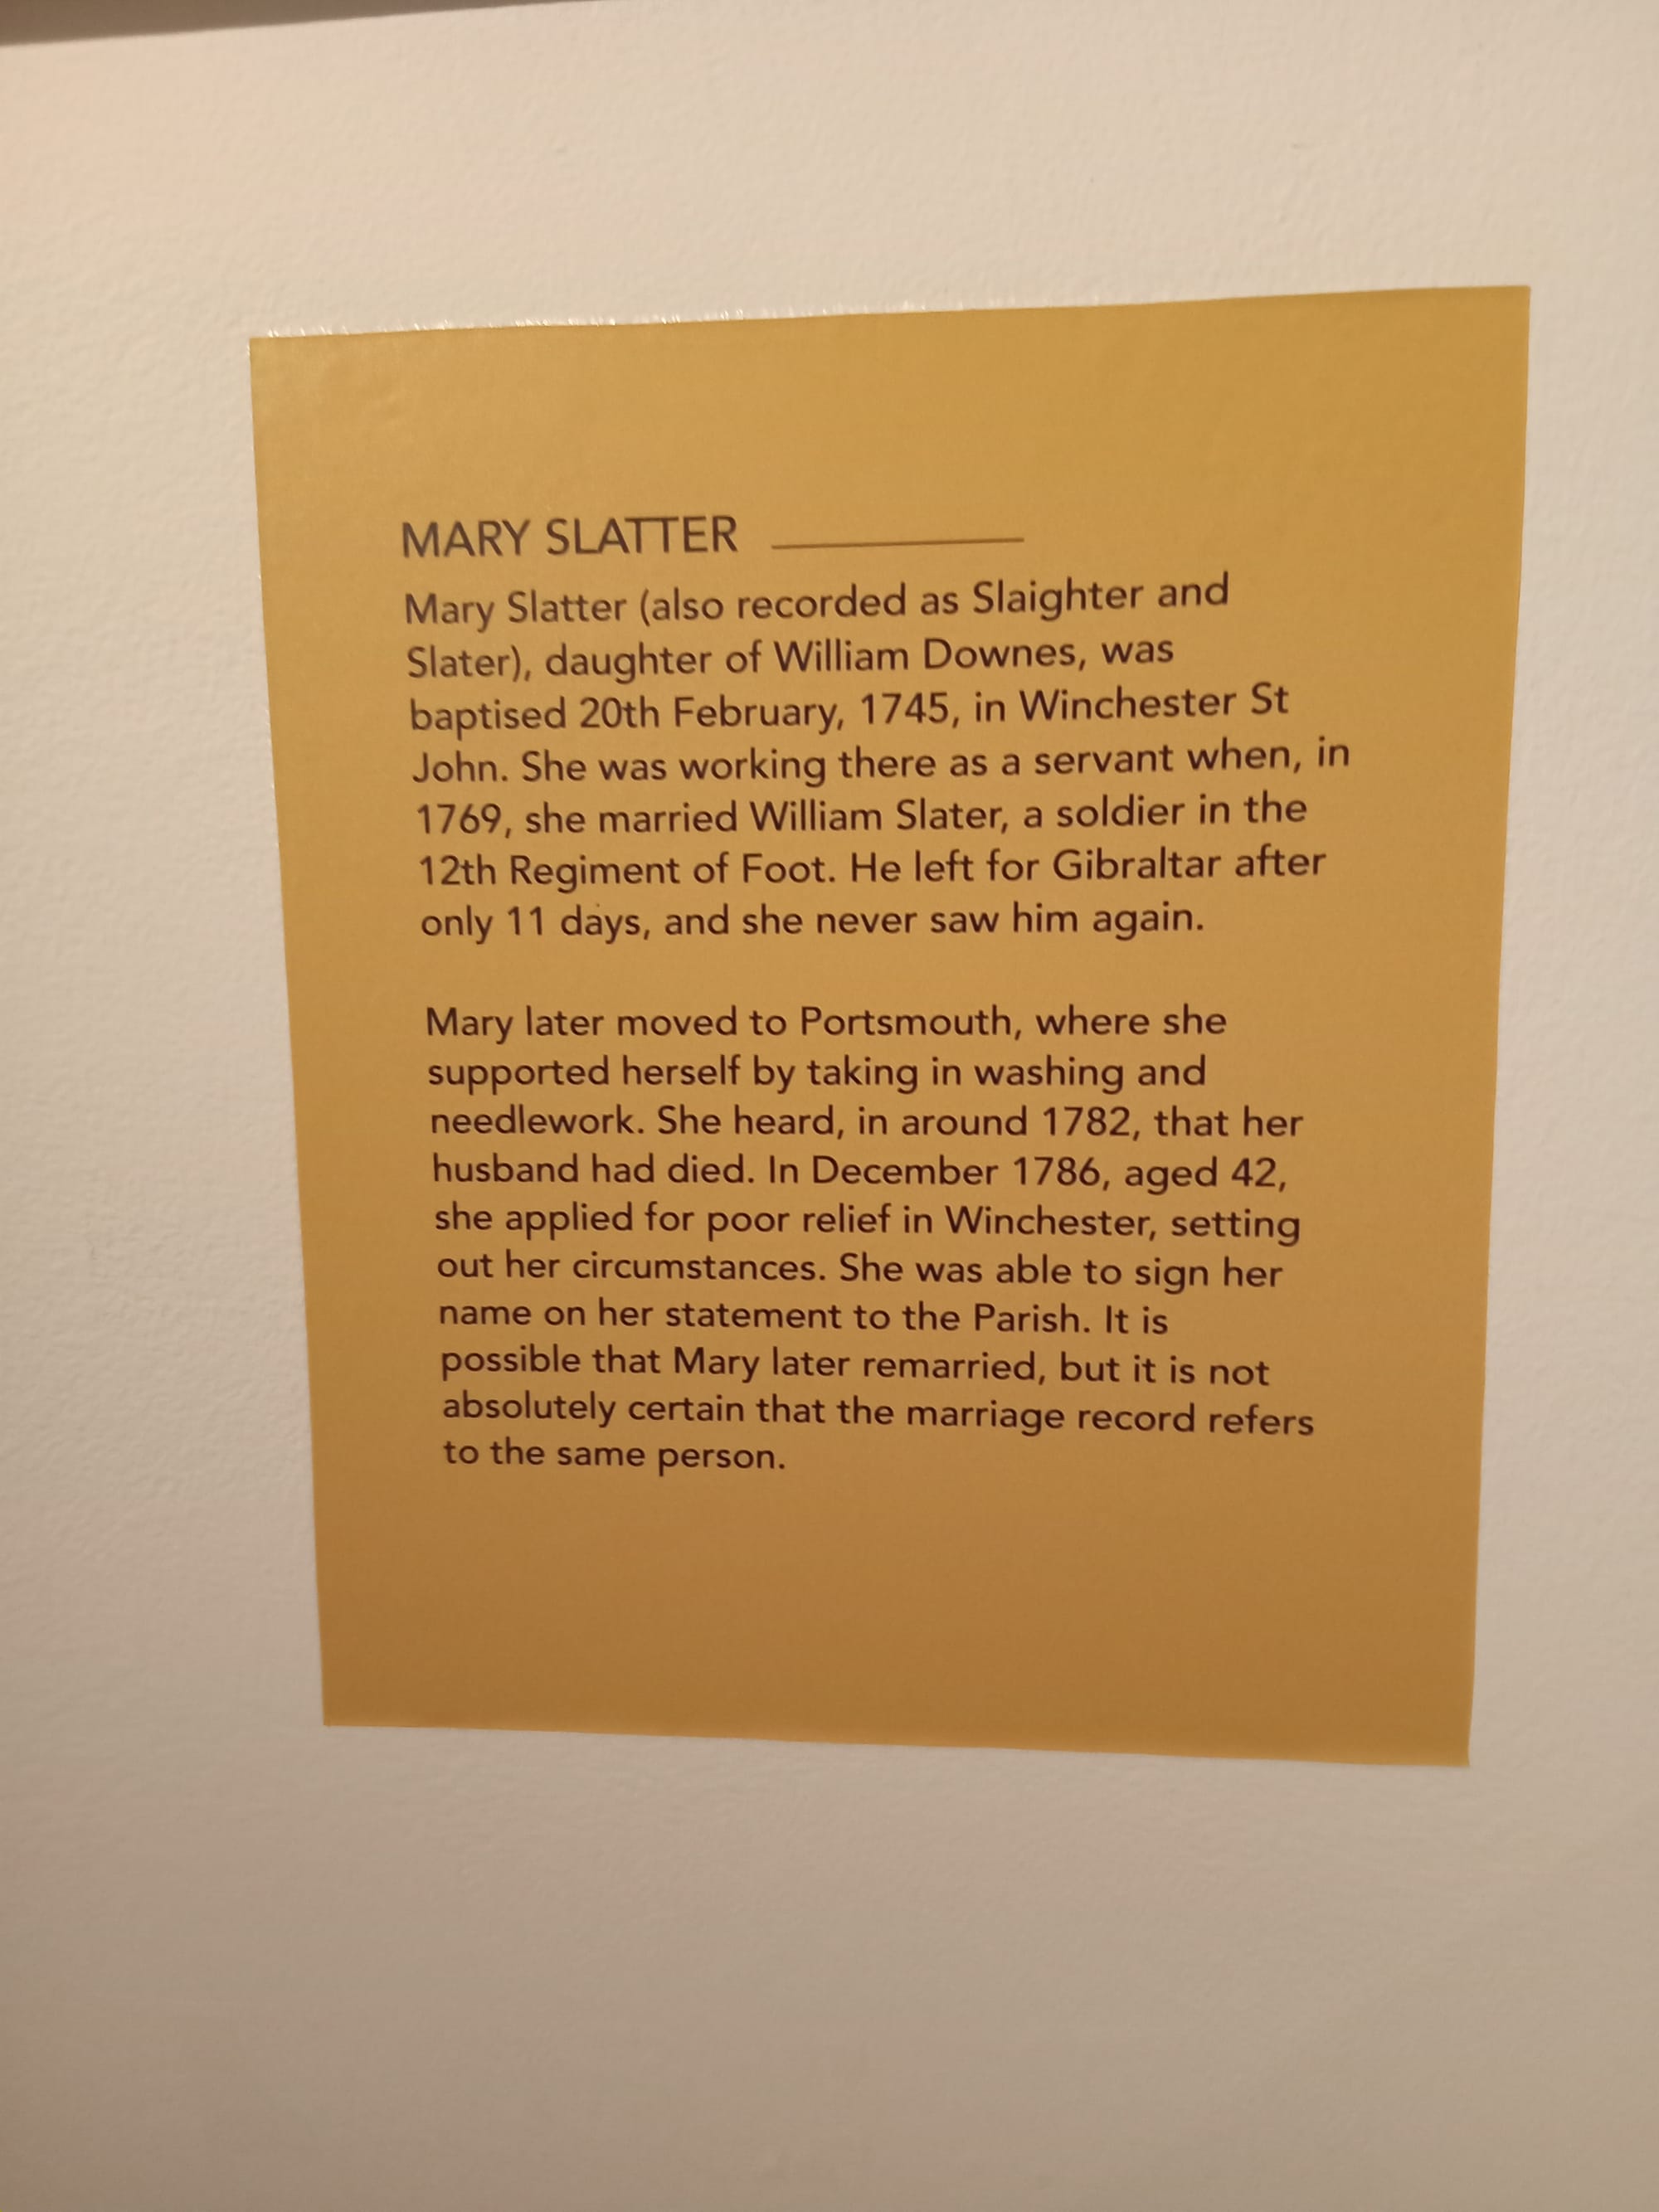 MARY SLATTER
Mary Slatter (also recorded as Slaighter and
Slater), daughter of William Downes, was
baptised 20th February, 1745, in Winchester St
John. She was working there as a servant when, in
1769, she married William Slater, a soldier in the
12th Regiment of Foot. He left for Gibraltar after
only 11 days, and she never saw him again.
Mary later moved to Portsmouth, where she
supported herself by taking in washing and
needlework. She heard, in around 1782, that her
husband had died. In December 1786, aged 42,
she applied for poor relief in Winchester, setting
out her circumstances. She was able to sign her
name on her statement to the Parish. It is
possible that Mary later remarried, but it is not
absolutely certain that the marriage record refers
to the same person.